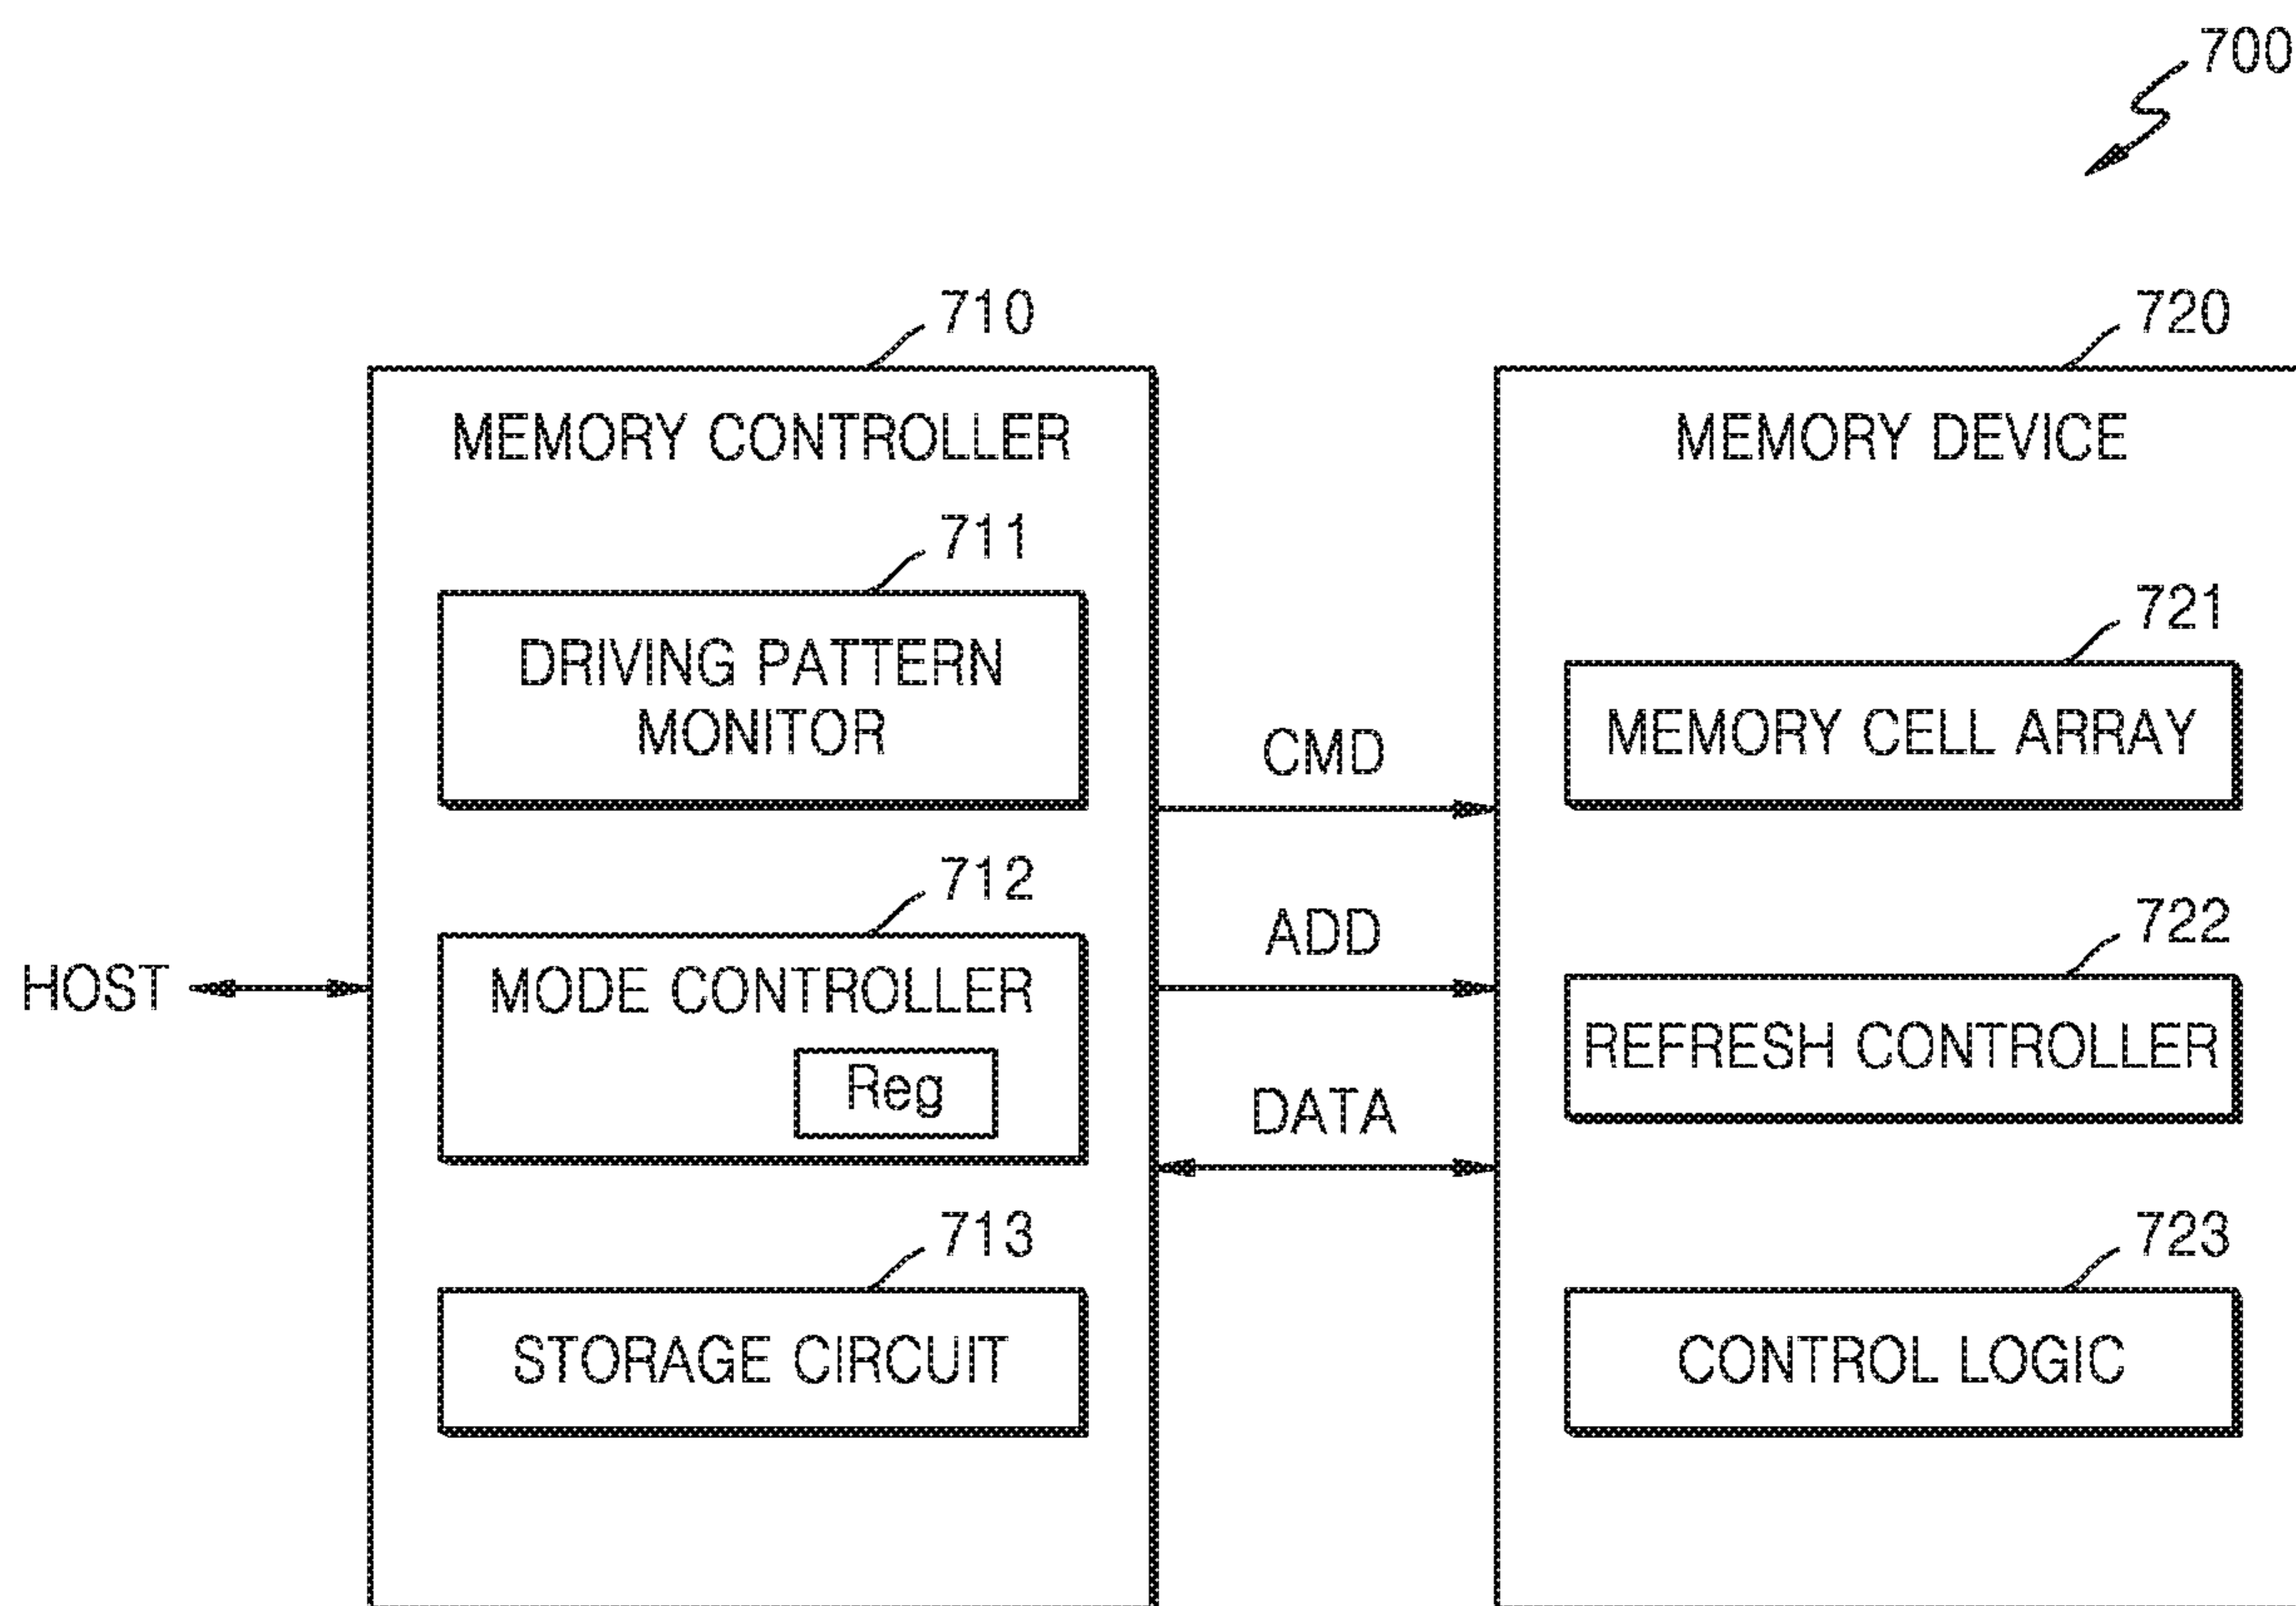 700
710
720
MEMORY CONTROLLER
MEMORY DEVICE
711
DRIVING PATTERN
MONITOR
721
MEMORY CELL ARRAY
CMD
712
722
ADD
HOST
MODE CONTROLLER
Reg
REFRESH CONTROLLER
DATA
713
723
STORAGE CIRCUIT
CONTROL LOGIC